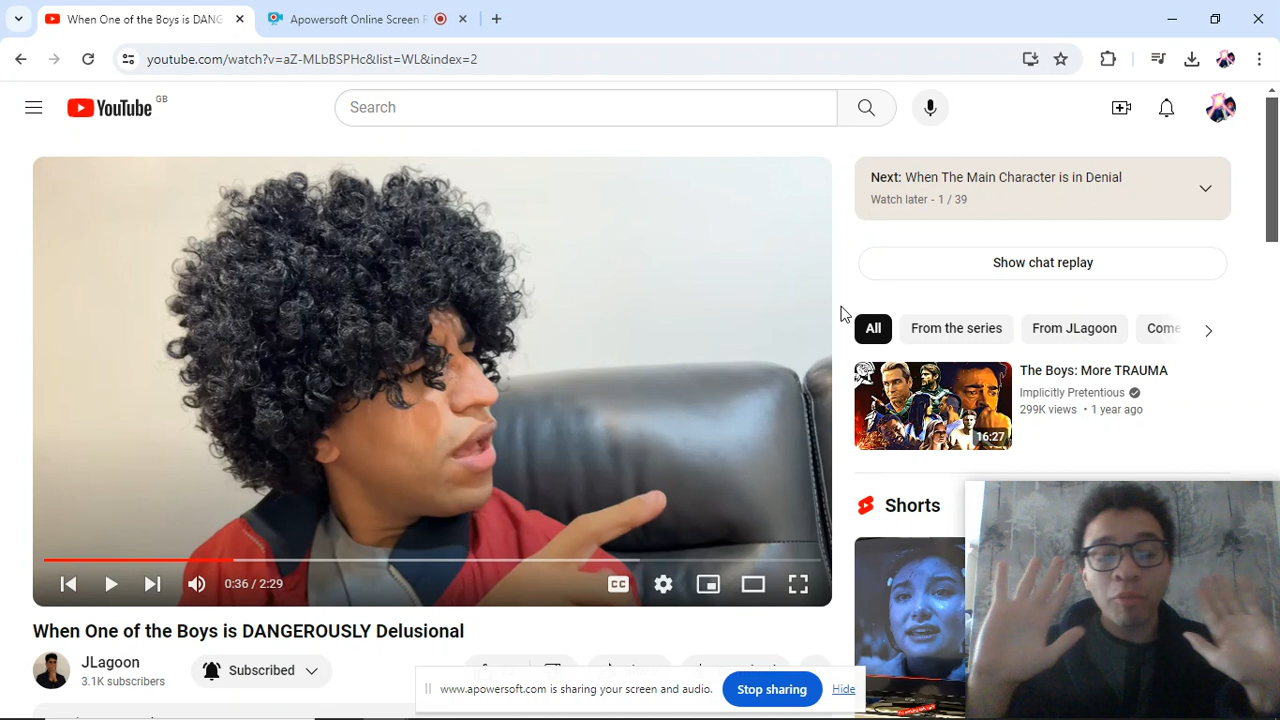 When One of the Boys is DANG
Apowersoft Online Screen R
youtube.com/watch?v=aZ-MLbBSPHc&list=WL&index=2
YouTube GB
Search
Next: When The Main Character is in Denial
Watch later - 1 / 39
Show chat replay
All
From the series
From JLagoon
Come
The Boys: More TRAUMA
Implicitly Pretentious
299K views • 1 year ago
16:27
Shorts
0:36 / 2:29
CC
When One of the Boys is DANGEROUSLY Delusional
JLagoon
3.1K subscribers
Subscribed
www.apowersoft.com is sharing your screen and audio.
Stop sharing
Hide